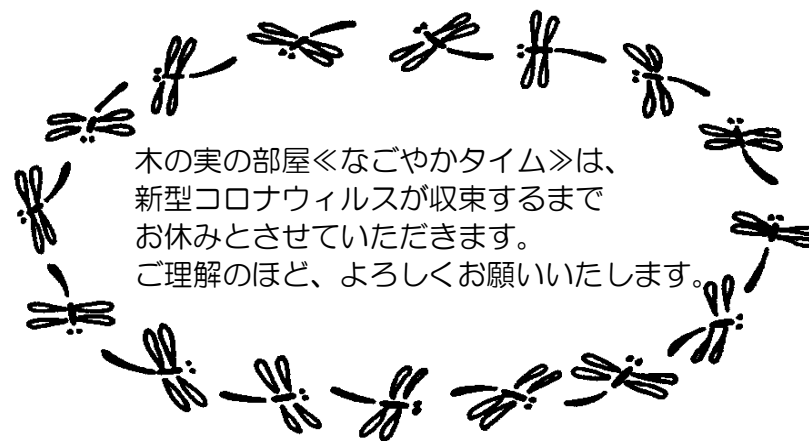 木の実の部屋≪なごやかタイム≫は、
新型コロナウィルスが収束するまで
お休みとさせていただきます。
ご理解のほど、よろしくお願いいたします。